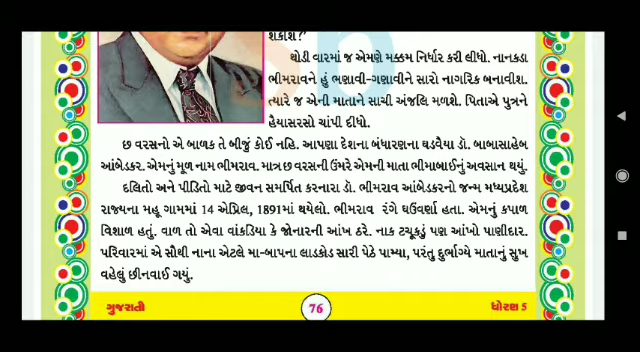 શકાશ?'
થોડી વારમાં જ એમણે મક્કમ નિર્ધાર કરી લીધો. નાનકડા
ભીમરાવને હું ભણાવી-ગણાવીને સારો નાગરિક બનાવીશ.
ત્યારે જ એની માતાને સાચી અંજલિ મળશે. પિતાએ પુત્રને
હૈયાસરસો ચાંપી દીધો.
છ વરસનો એ બાળક તે બીજું કોઈ નહિ. આપણા દેશના બંધારણના ઘડવૈયા ડૉ. બાબાસાહેબ
આંબેડકર. એમનું મૂળ નામ ભીમરાવ. માત્ર છ વરસની ઉંમરે એમની માતા ભીમાબાઈનું અવસાન થયું.
દલિતો અને પીડિતો માટે જીવન સમર્પિત કરનારા ડૉ. ભીમરાવ આંબેડકરનો જન્મ મધ્યપ્રદેશ
રાજ્યના મહૂ ગામમાં 14 એપ્રિલ, 1891માં થયેલો. ભીમરાવ રંગે ઘઉંવર્ણા હતા. એમનું કપાળ
વિશાળ હતું. વાળ તો એવા વાંકડિયા કે જોનારની આંખ ઠરે. નાક ટચૂકડું પણ આંખો પાણીદાર.
પરિવારમાં એ સૌથી નાના એટલે મા-બાપના લાડકોડ સારી પેઠે પામ્યા, પરંતુ દુર્ભાગ્યે માતાનું સુખ
વહેલું છીનવાઈ ગયું.
ગુજરાતી
76
ધોરણ 5